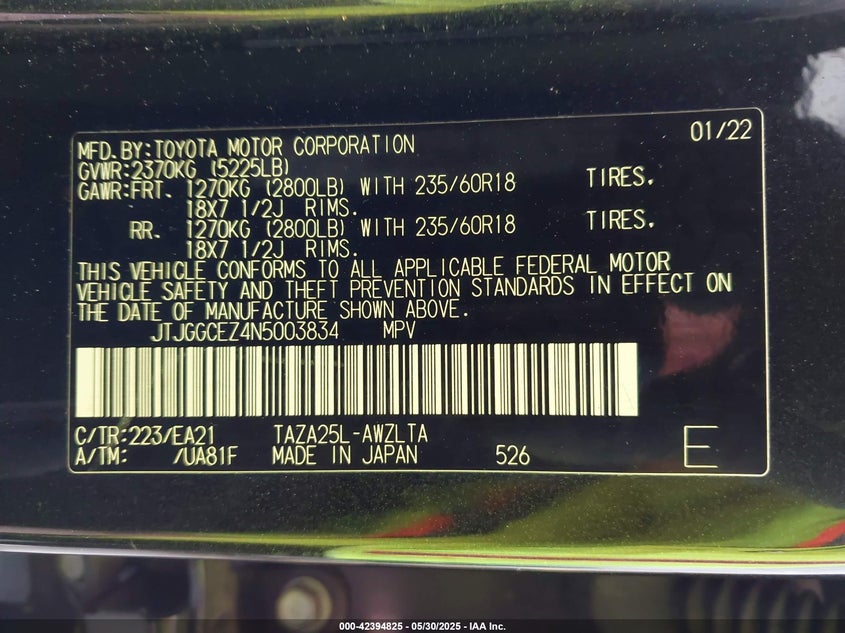 01/22
MFD. BY: TOYOTA MOTOR CORPORATION
GVWR: 2370KG (5225LB)
GAWR: FRT. 1270KG (2800LB) WITH 235/60R18 TIRES.
18X7 1/2J RIMS.
RR. 1270KG (2800LB) WITH 235/60R18 TIRES.
18X7 1/2J RIMS.
THIS VEHICLE CONFORMS TO ALL APPLICABLE FEDERAL MOTOR
VEHICLE SAFETY AND THEFT PREVENTION STANDARDS IN EFFECT ON
THE DATE OF MANUFACTURE SHOWN ABOVE.
JTJGGCEZ4N5003834 MPV
C/TR: 223/EA21 TAZA25L-AWZLTA
A/TM: /UA81F MADE IN JAPAN 526 E
000-42394825 - 05/30/2025 - IAA Inc.